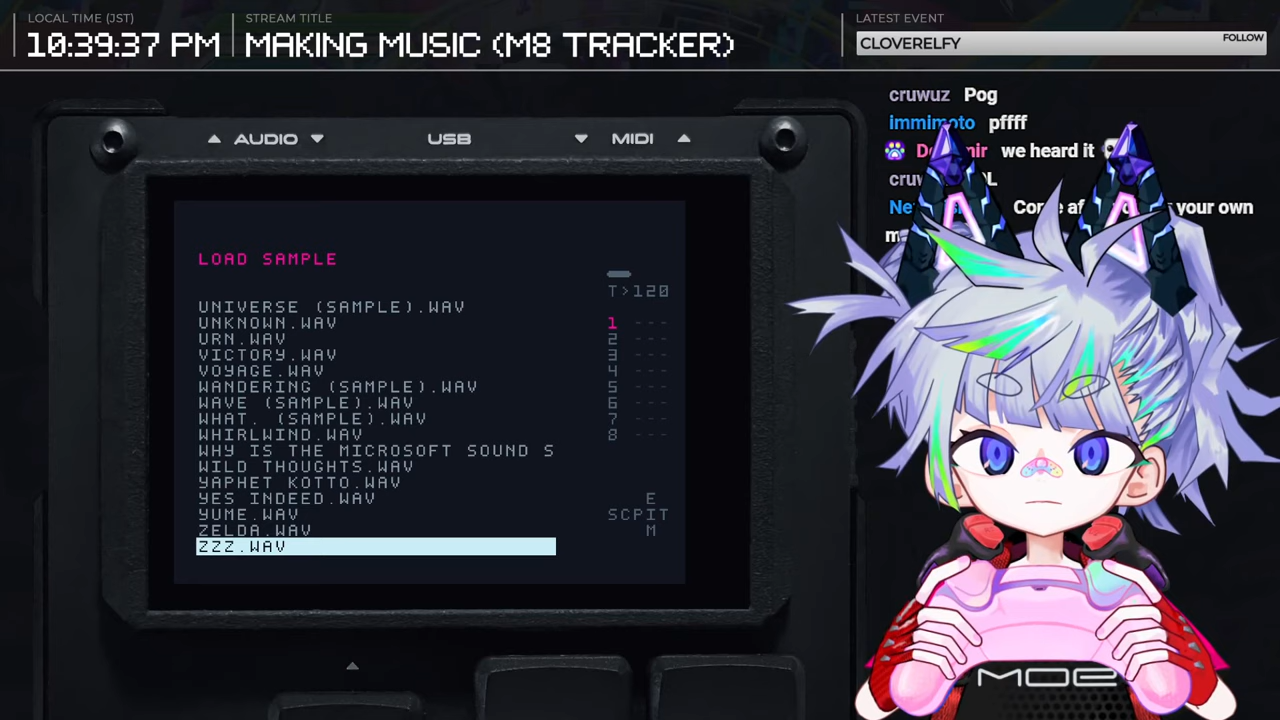 LOCAL TIME (JST)
10:39:37 PM
STREAM TITLE
MAKING MUSIC (M8 TRACKER)
LATEST EVENT
CLOVERELFY
FOLLOW
▲ AUDIO ▼
USB
▼ MIDI ▲
LOAD SAMPLE
UNIVERSE (SAMPLE).WAV
UNKNOWN.WAV
URN.WAV
VICTORY.WAV
VOYAGE.WAV
WANDERING (SAMPLE).WAV
WAVE (SAMPLE).WAV
WHAT. (SAMPLE).WAV
WHIRLWIND.WAV
WHY IS THE MICROSOFT SOUND S
WILD THOUGHTS.WAV
YAPHET KOTTO.WAV
YES INDEED.WAV
YUME.WAV
ZELDA.WAV
ZZZ.WAV
T>120
1 ---
2 ---
3 ---
4 ---
5 ---
6 ---
7 ---
8 ---
E
SCPIT
M
cruwuz Pog
immimoto pffff
we heard it
your own
MOE